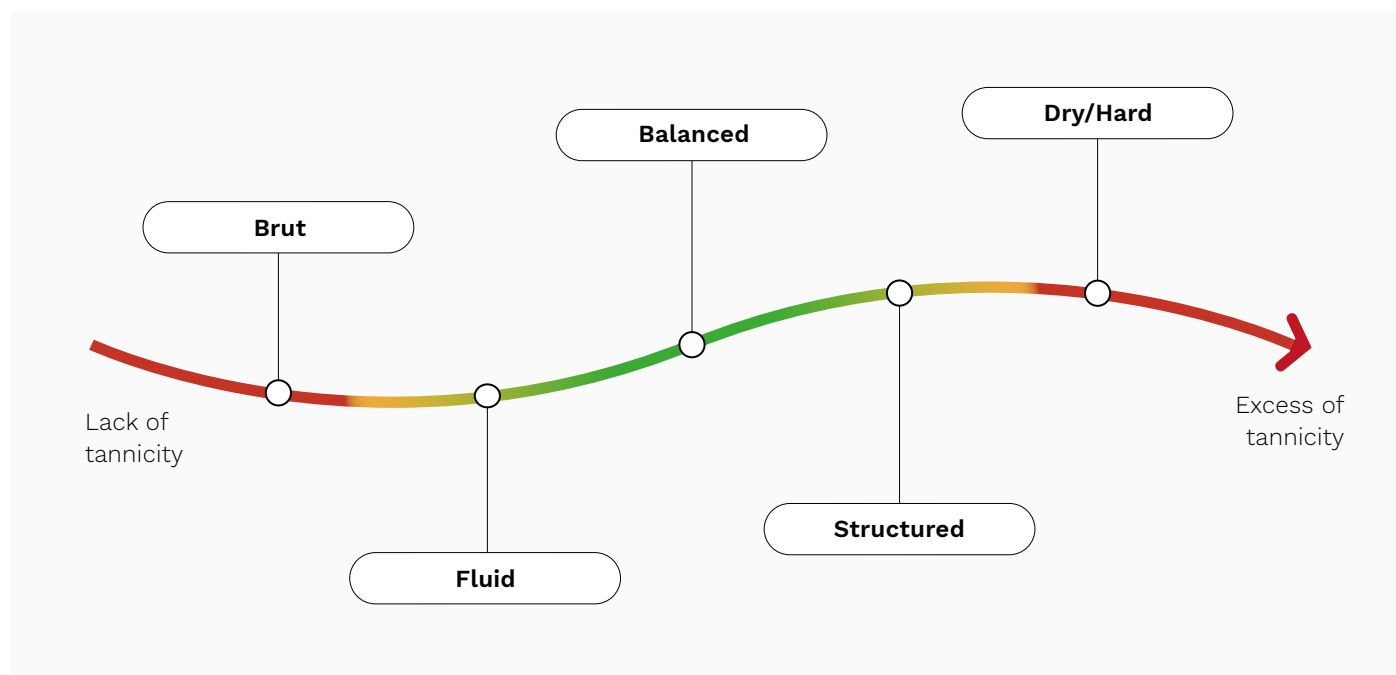 Dry/Hard
Balanced
Brut
Lack of
tannicity
Excess of
tannicity
Structured
Fluid